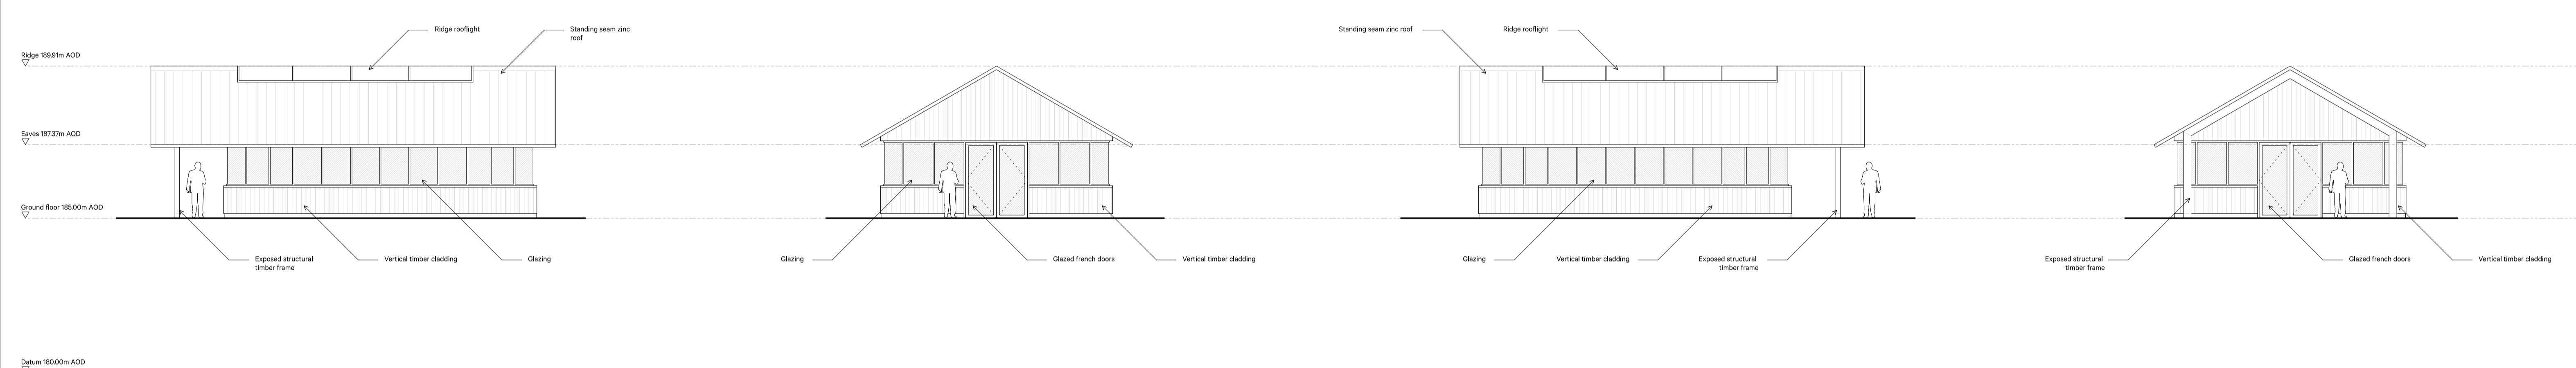 Ridge rooflight
Standing seam zinc
roof
Standing seam zinc roof
Ridge rooflight
Ridge 189.91m AOD
Eaves 187.37m AOD
Ground floor 185.00m AOD
Exposed structural
timber frame
Vertical timber cladding
Glazing
Glazing
Glazed french doors
Vertical timber cladding
Glazing
Vertical timber cladding
Exposed structural
timber frame
Exposed structural
timber frame
Glazed french doors
Vertical timber cladding
Datum 180.00m AOD